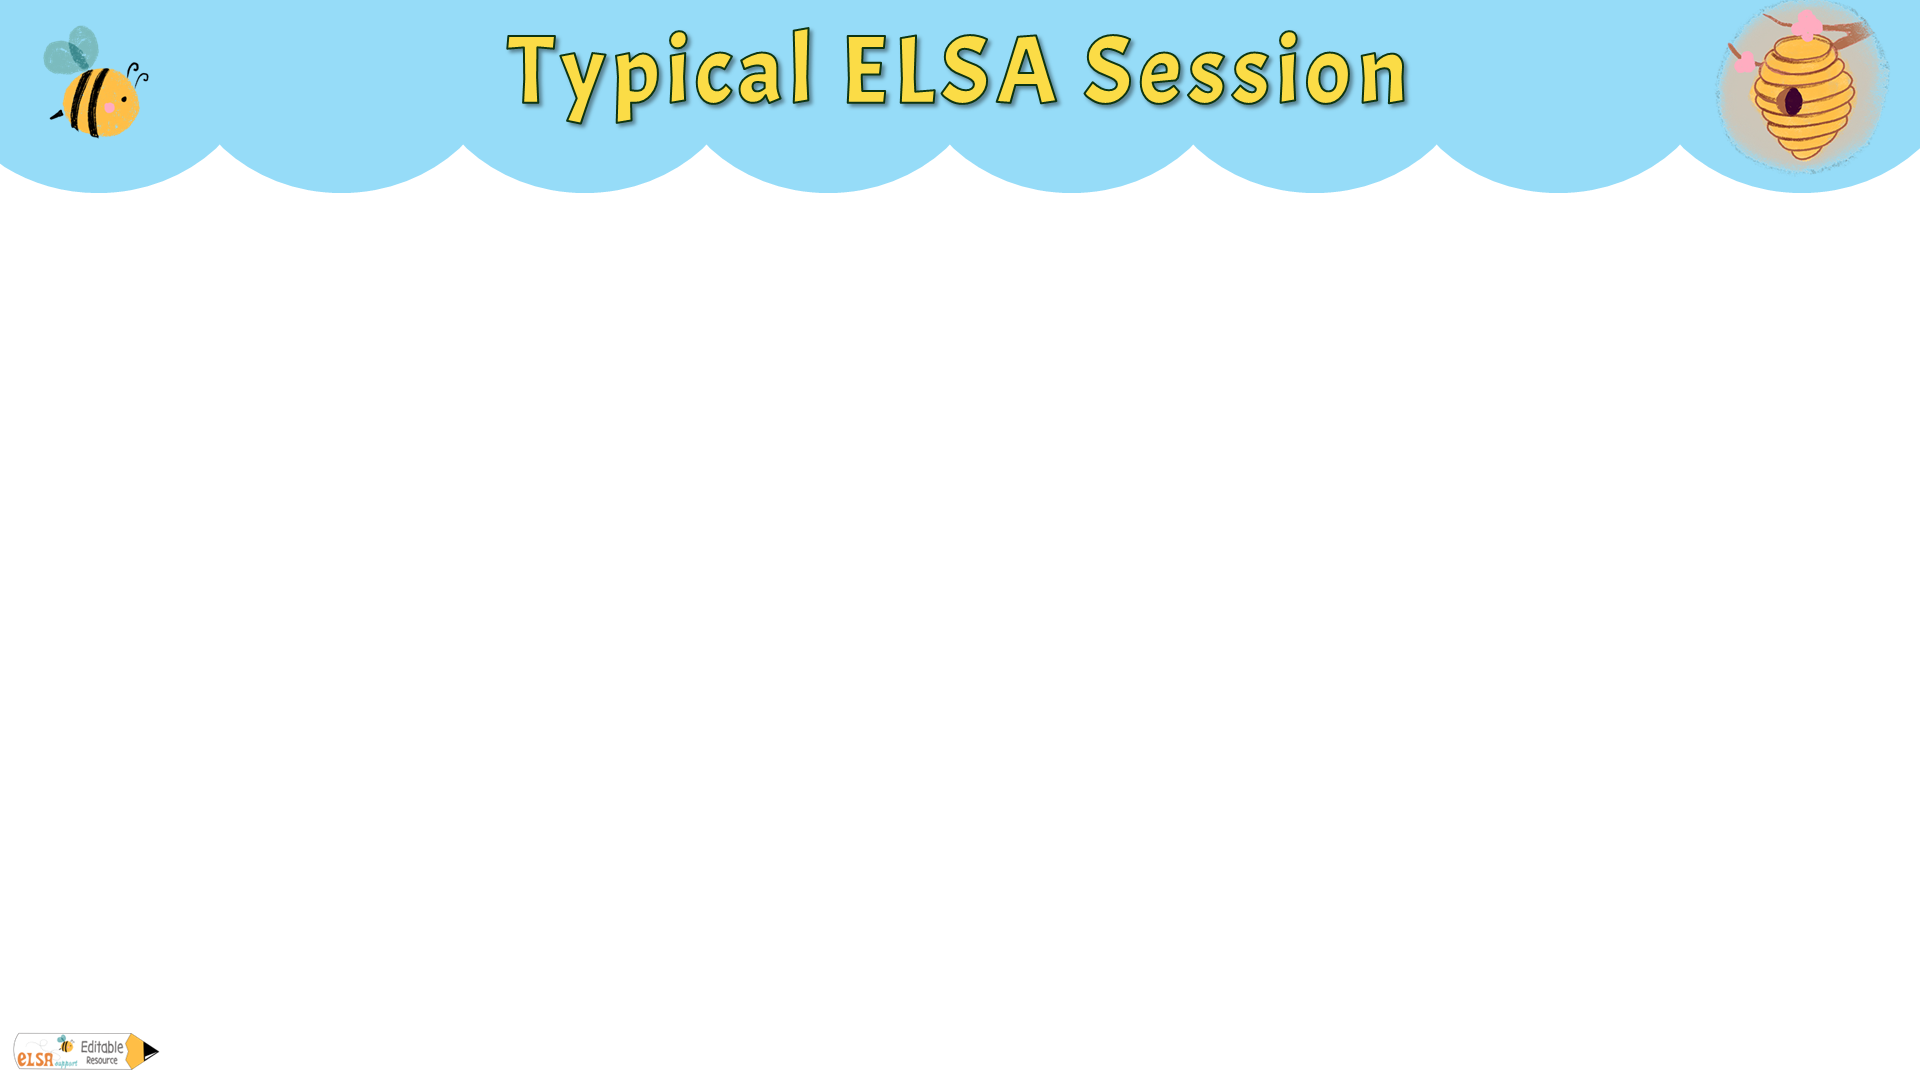 Typical ELSA Session
eLSA support
Editable
Resource